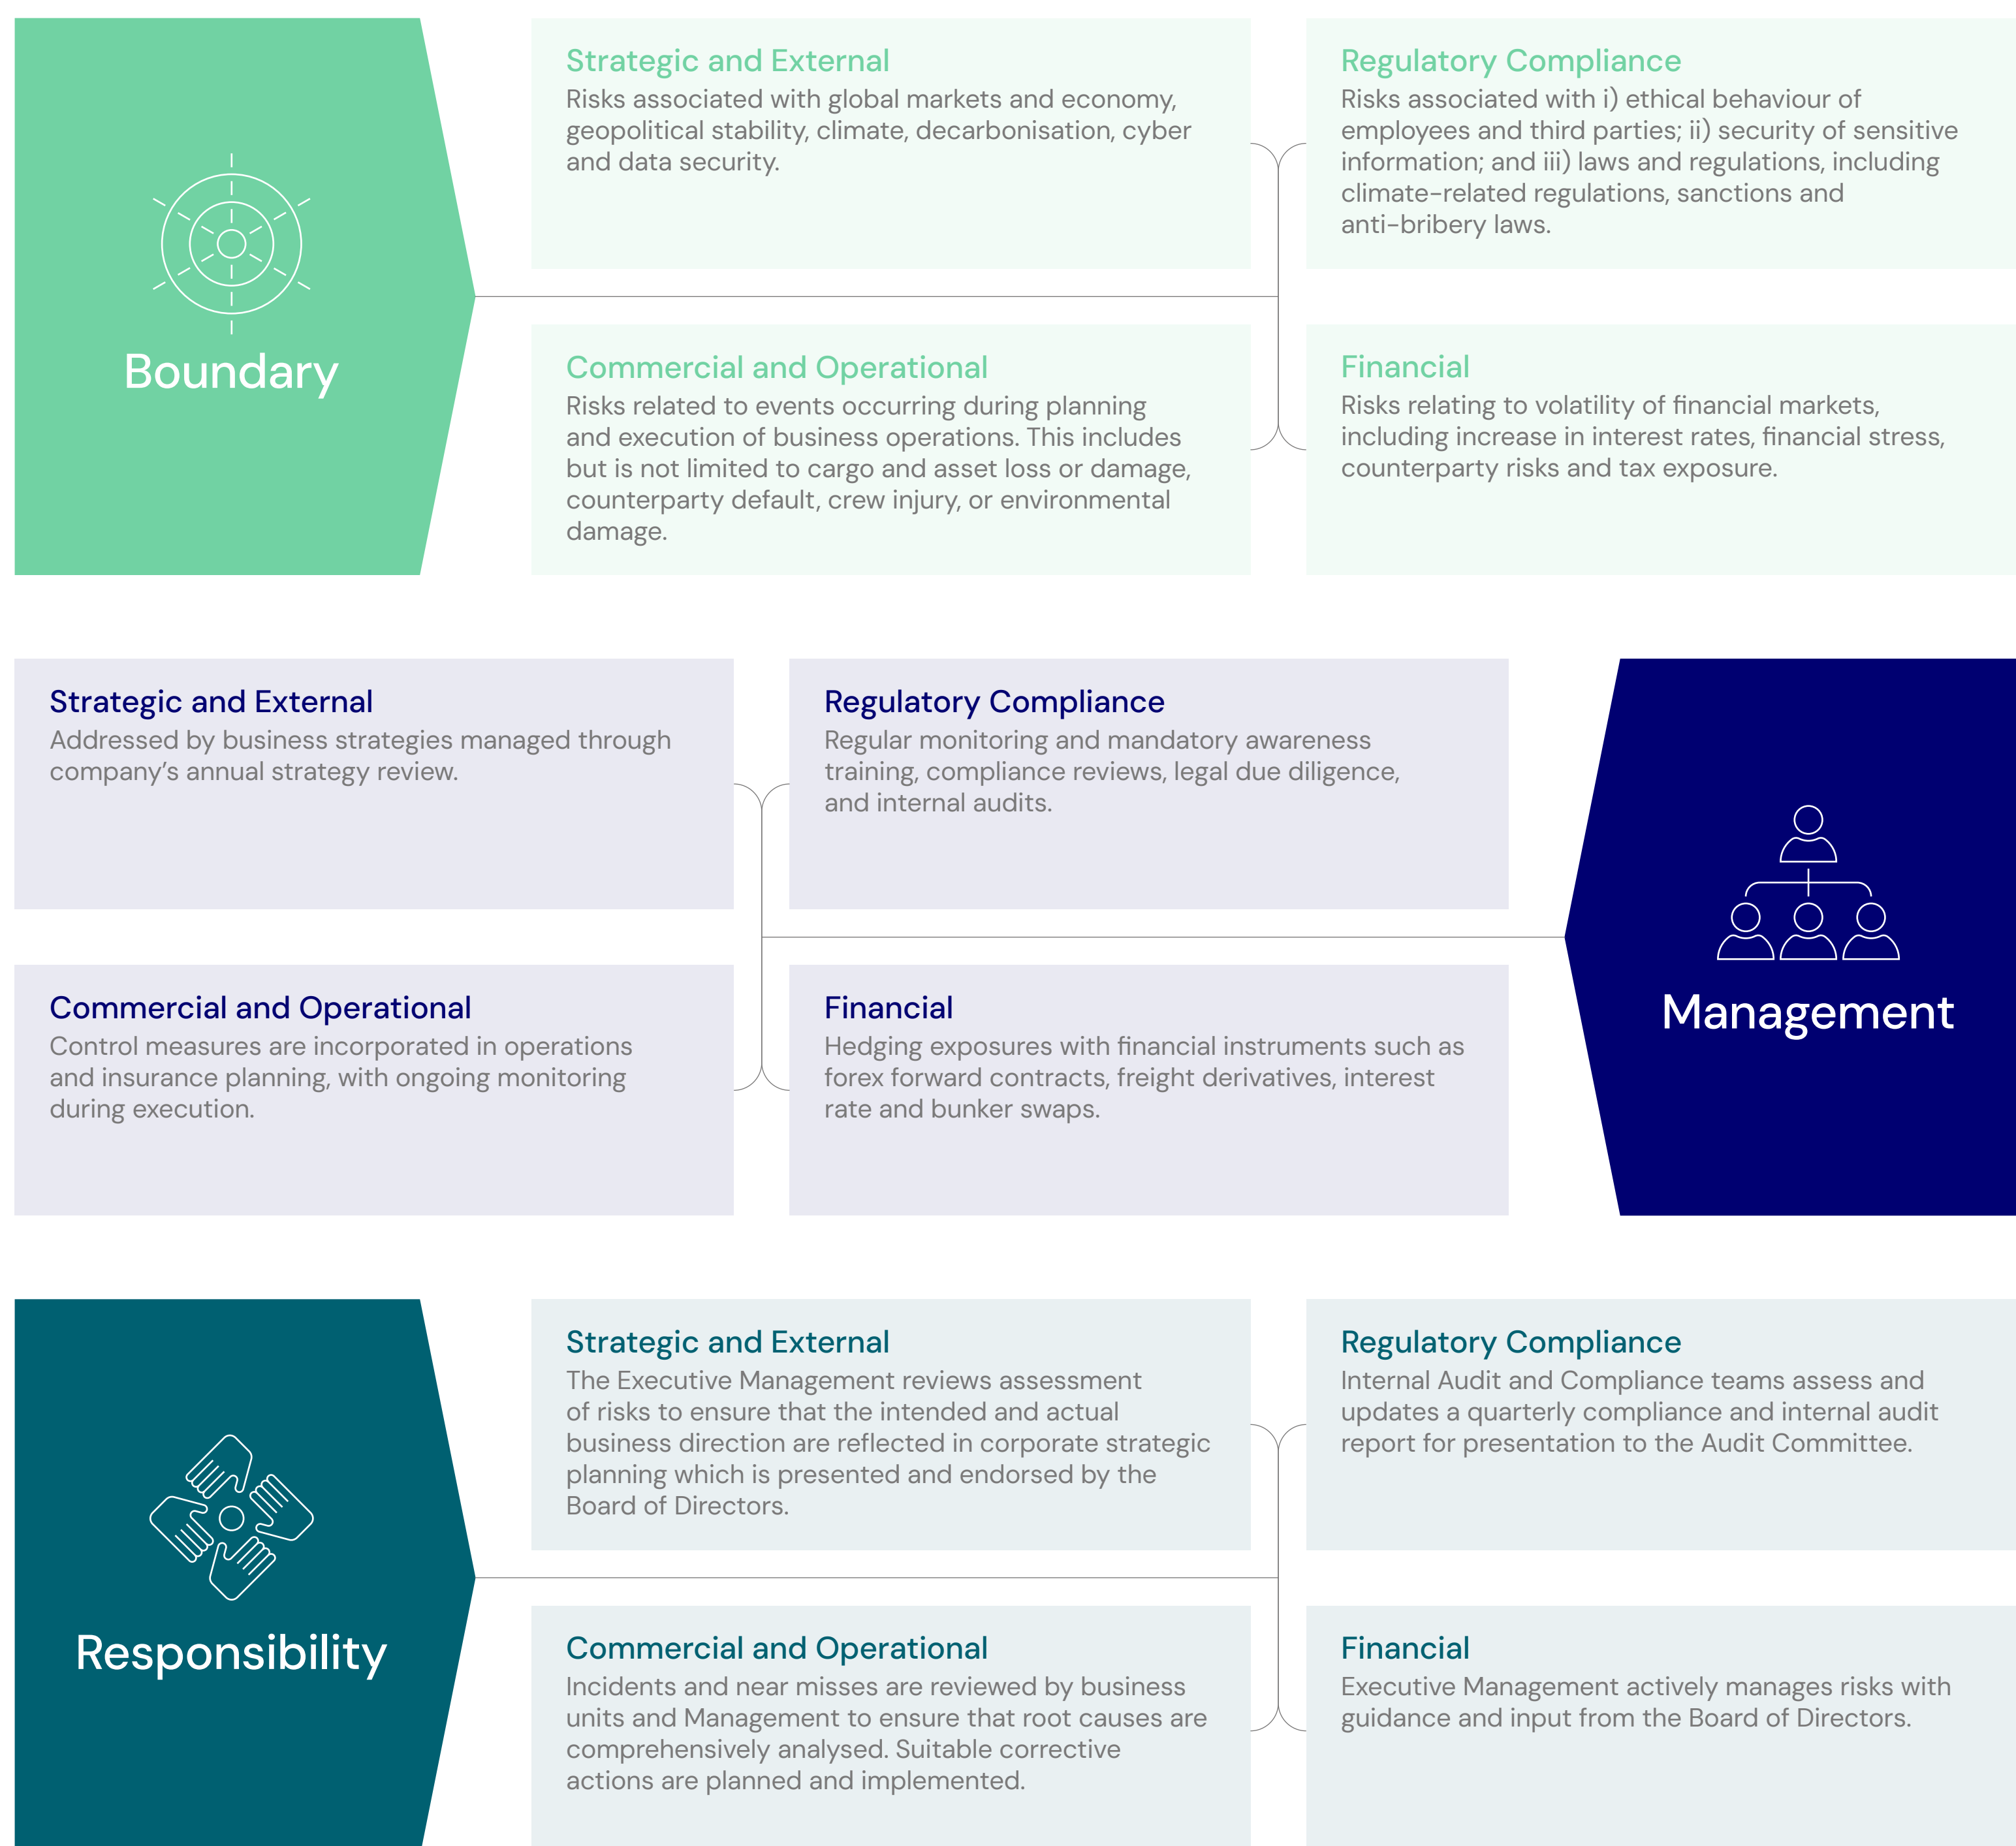 Boundary
Strategic and External
Risks associated with global markets and economy,
geopolitical stability, climate, decarbonisation, cyber
and data security.
Regulatory Compliance
Risks associated with i) ethical behaviour of
employees and third parties; ii) security of sensitive
information; and iii) laws and regulations, including
climate-related regulations, sanctions and
anti-bribery laws.
Commercial and Operational
Risks related to events occurring during planning
and execution of business operations. This includes
but is not limited to cargo and asset loss or damage,
counterparty default, crew injury, or environmental
damage.
Financial
Risks relating to volatility of financial markets,
including increase in interest rates, financial stress,
counterparty risks and tax exposure.
Strategic and External
Addressed by business strategies managed through
company’s annual strategy review.
Regulatory Compliance
Regular monitoring and mandatory awareness
training, compliance reviews, legal due diligence,
and internal audits.
Commercial and Operational
Control measures are incorporated in operations
and insurance planning, with ongoing monitoring
during execution.
Financial
Hedging exposures with financial instruments such as
forex forward contracts, freight derivatives, interest
rate and bunker swaps.
Management
Responsibility
Strategic and External
The Executive Management reviews assessment
of risks to ensure that the intended and actual
business direction are reflected in corporate strategic
planning which is presented and endorsed by the
Board of Directors.
Regulatory Compliance
Internal Audit and Compliance teams assess and
updates a quarterly compliance and internal audit
report for presentation to the Audit Committee.
Commercial and Operational
Incidents and near misses are reviewed by business
units and Management to ensure that root causes are
comprehensively analysed. Suitable corrective
actions are planned and implemented.
Financial
Executive Management actively manages risks with
guidance and input from the Board of Directors.